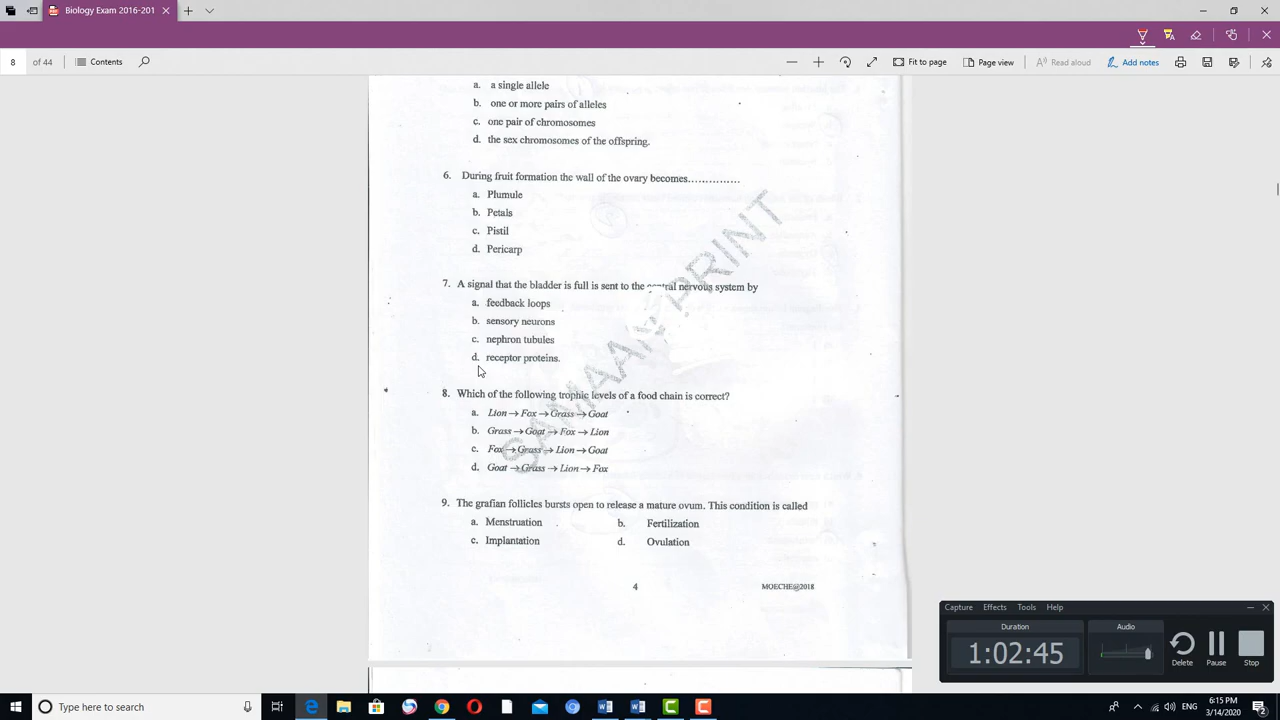 Biology Exam 2016-201
8 of 44 Contents Fit to page Page view Read aloud Add notes
a. a single allele
b. one or more pairs of alleles
c. one pair of chromosomes
d. the sex chromosomes of the offspring.
6. During fruit formation the wall of the ovary becomes...............
a. Plumule
b. Petals
c. Pistil
d. Pericarp
7. A signal that the bladder is full is sent to the central nervous system by
a. feedback loops
b. sensory neurons
c. nephron tubules
d. receptor proteins.
8. Which of the following trophic levels of a food chain is correct?
a. Lion → Fox → Grass → Goat
b. Grass → Goat → Fox → Lion
c. Fox → Grass → Lion → Goat
d. Goat → Grass → Lion → Fox
9. The grafian follicles bursts open to release a mature ovum. This condition is called
a. Menstruation b. Fertilization
c. Implantation d. Ovulation
4 MOECHE@2018
SAMAAN PRINT
Capture Effects Tools Help
Duration Audio
1:02:45
Delete Pause Stop
Type here to search
6:15 PM
3/14/2020